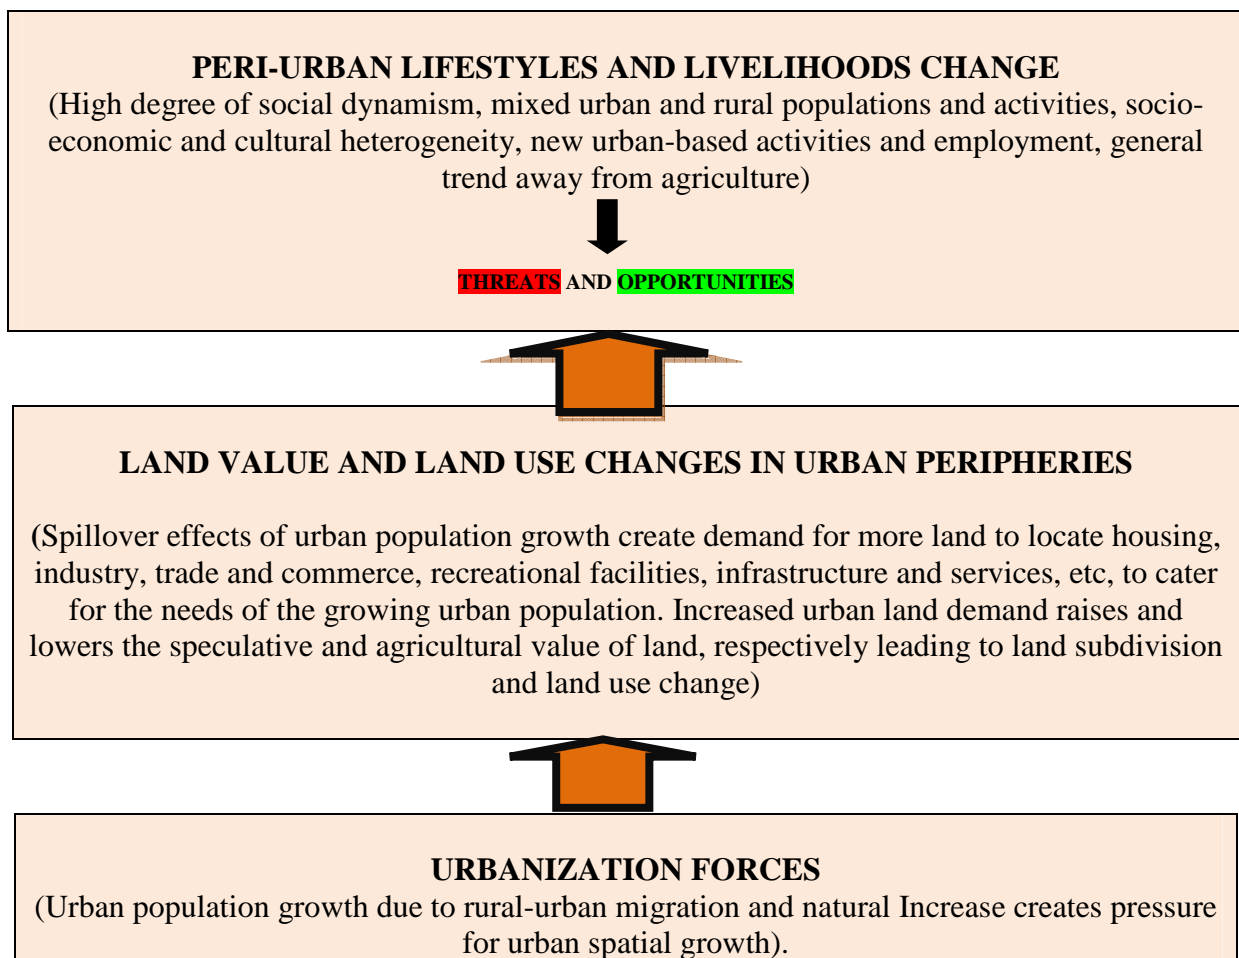 PERI-URBAN LIFESTYLES AND LIVELIHOODS CHANGE
(High degree of social dynamism, mixed urban and rural populations and activities, socio-
economic and cultural heterogeneity, new urban-based activities and employment, general
trend away from agriculture)
THREATS AND OPPORTUNITIES
LAND VALUE AND LAND USE CHANGES IN URBAN PERIPHERIES
(Spillover effects of urban population growth create demand for more land to locate housing,
industry, trade and commerce, recreational facilities, infrastructure and services, etc, to cater
for the needs of the growing urban population. Increased urban land demand raises and
lowers the speculative and agricultural value of land, respectively leading to land subdivision
and land use change)
URBANIZATION FORCES
(Urban population growth due to rural-urban migration and natural Increase creates pressure
for urban spatial growth).